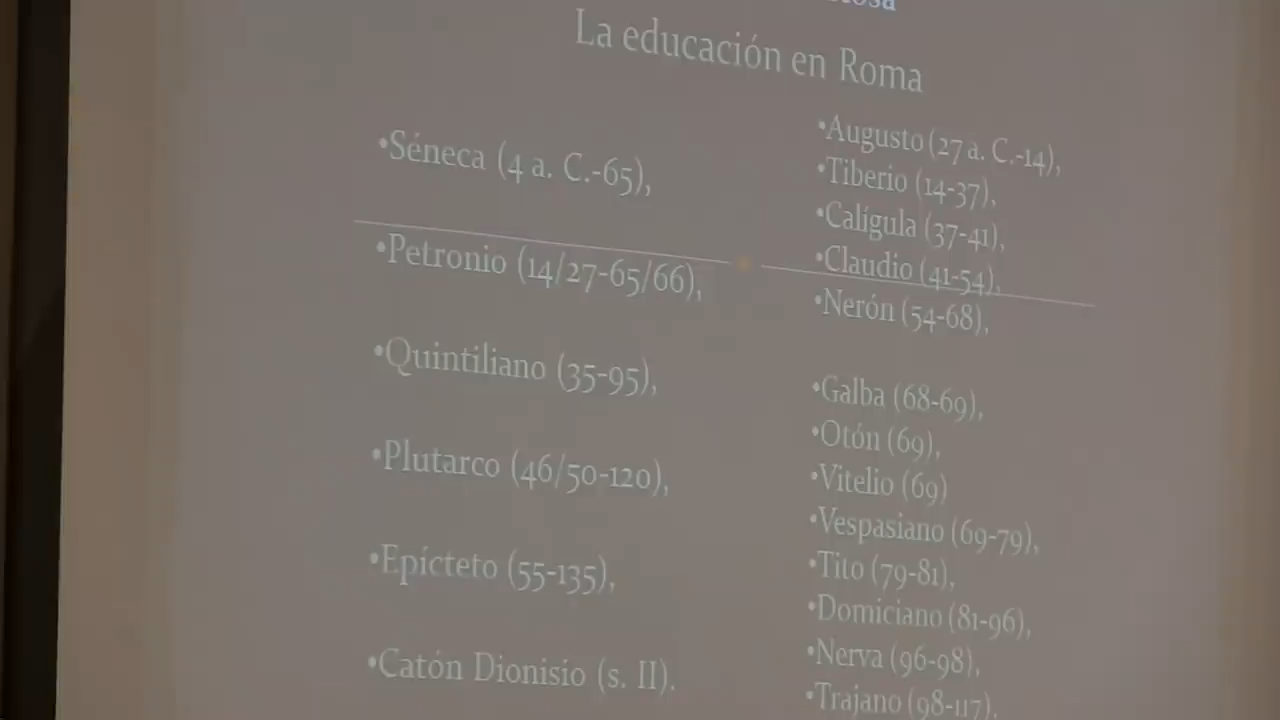 La educación en Roma
•Séneca (4 a. C.-65),
•Petronio (14/27-65/66),
•Quintiliano (35-95),
•Plutarco (46/50-120),
•Epícteto (55-135),
•Catón Dionisio (s. II).
•Augusto (27 a. C.-14),
•Tiberio (14-37),
•Calígula (37-41),
•Claudio (41-54),
•Nerón (54-68),
•Galba (68-69),
•Otón (69),
•Vitelio (69)
•Vespasiano (69-79),
•Tito (79-81),
•Domiciano (81-96),
•Nerva (96-98),
•Trajano (98-117),